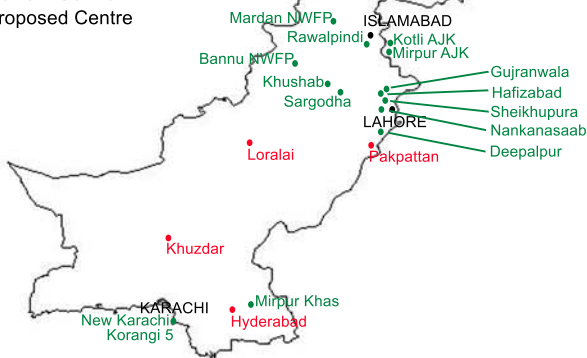 roposed Centre
Mardan NWFP
ISLAMABAD
Rawalpindi
Kotli AJK
Mirpur AJK
Bannu NWFP
Gujranwala
Khushab
Hafizabad
Sargodha
Sheikhupura
LAHORE
Nankanasaab
Deepalpur
Loralai
Pakpattan
Khuzdar
KARACHI
Mirpur Khas
New Karachi
Hyderabad
Korangi 5